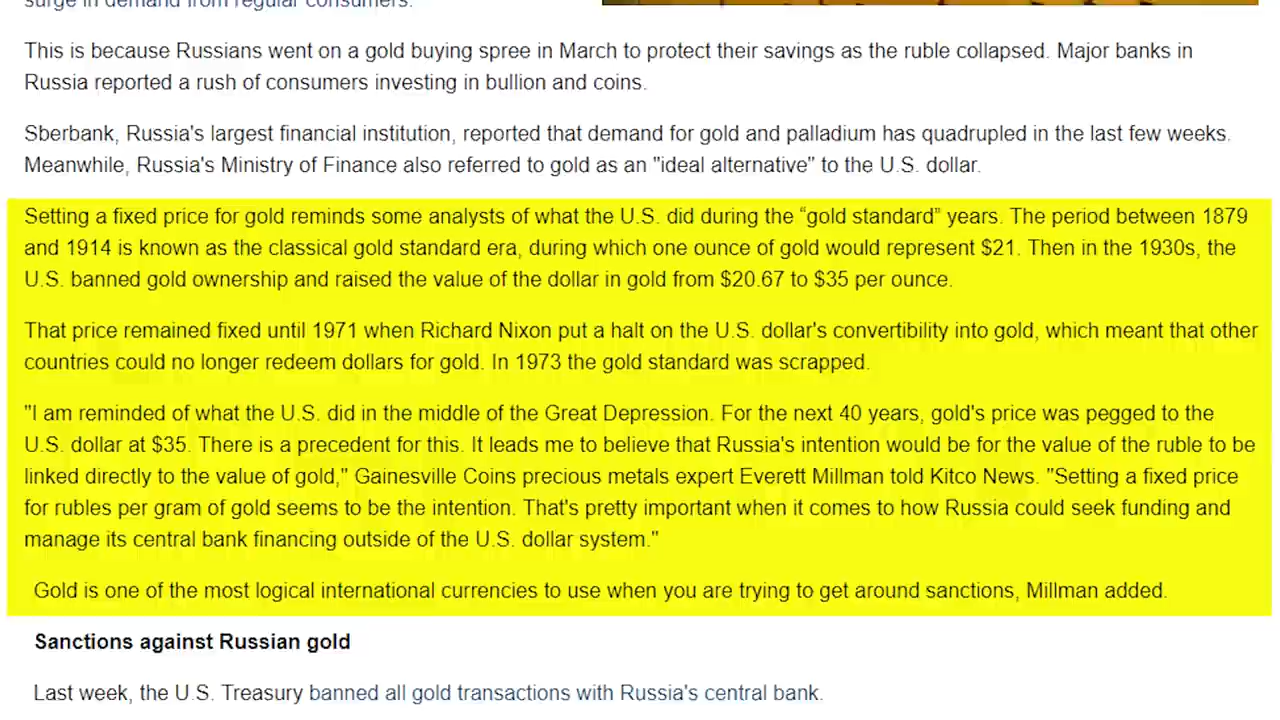 surge in demand from regular consumers.
This is because Russians went on a gold buying spree in March to protect their savings as the ruble collapsed. Major banks in
Russia reported a rush of consumers investing in bullion and coins.
Sberbank, Russia's largest financial institution, reported that demand for gold and palladium has quadrupled in the last few weeks.
Meanwhile, Russia's Ministry of Finance also referred to gold as an "ideal alternative" to the U.S. dollar.
Setting a fixed price for gold reminds some analysts of what the U.S. did during the “gold standard” years. The period between 1879
and 1914 is known as the classical gold standard era, during which one ounce of gold would represent $21. Then in the 1930s, the
U.S. banned gold ownership and raised the value of the dollar in gold from $20.67 to $35 per ounce.
That price remained fixed until 1971 when Richard Nixon put a halt on the U.S. dollar's convertibility into gold, which meant that other
countries could no longer redeem dollars for gold. In 1973 the gold standard was scrapped.
"I am reminded of what the U.S. did in the middle of the Great Depression. For the next 40 years, gold's price was pegged to the
U.S. dollar at $35. There is a precedent for this. It leads me to believe that Russia's intention would be for the value of the ruble to be
linked directly to the value of gold," Gainesville Coins precious metals expert Everett Millman told Kitco News. "Setting a fixed price
for rubles per gram of gold seems to be the intention. That's pretty important when it comes to how Russia could seek funding and
manage its central bank financing outside of the U.S. dollar system."
Gold is one of the most logical international currencies to use when you are trying to get around sanctions, Millman added.
Sanctions against Russian gold
Last week, the U.S. Treasury banned all gold transactions with Russia's central bank.